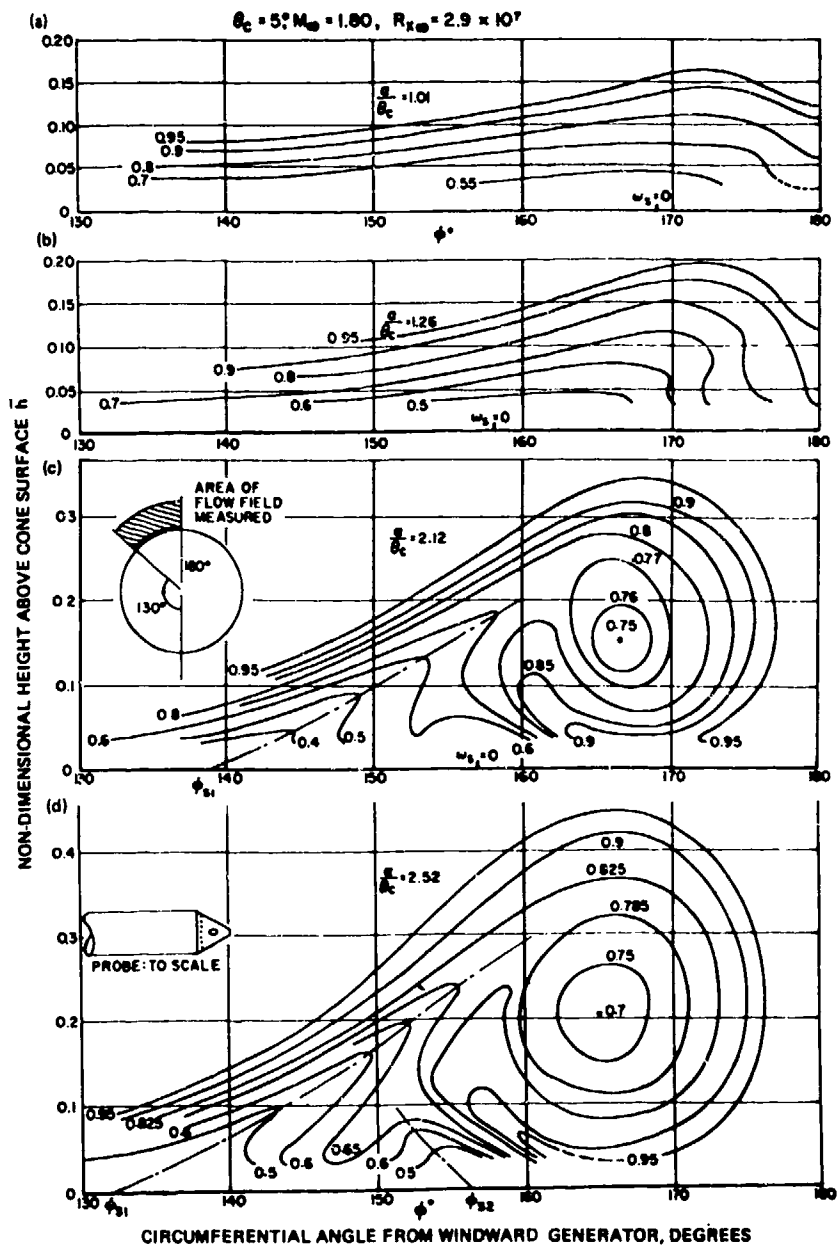 (a) θc = 5°, M∞ = 1.80, Rx∞ = 2.9 × 10⁷
0.20
0.15
0.10
0.05
0
α/θc = 1.01
0.95
0.9
0.8
0.7
0.55
ωs = 0
130 140 150 160 170 180
φ°
(b)
0.20
0.15
0.10
0.05
0
α/θc = 1.26
0.95
0.9
0.8
0.7
0.6
0.5
ωs = 0
130 140 150 160 170 180
NON-DIMENSIONAL HEIGHT ABOVE CONE SURFACE h̄
(c)
0.3
0.2
0.1
0
AREA OF
FLOW FIELD
MEASURED
180°
130°
α/θc = 2.12
0.9
0.8
0.77
0.76
0.75
0.95
0.85
0.8
0.6
0.4
0.5
0.6
0.9
0.95
ωs = 0
130 140 150 160 170 180
φs1
(d)
0.4
0.3
0.2
0.1
0
α/θc = 2.52
0.9
0.825
0.785
0.75
0.7
PROBE: TO SCALE
0.95
0.825
0.6
0.5
0.6
0.65
0.6
0.5
0.95
130 140 150 160 170 180
φs1 φ° φs2
CIRCUMFERENTIAL ANGLE FROM WINDWARD GENERATOR, DEGREES